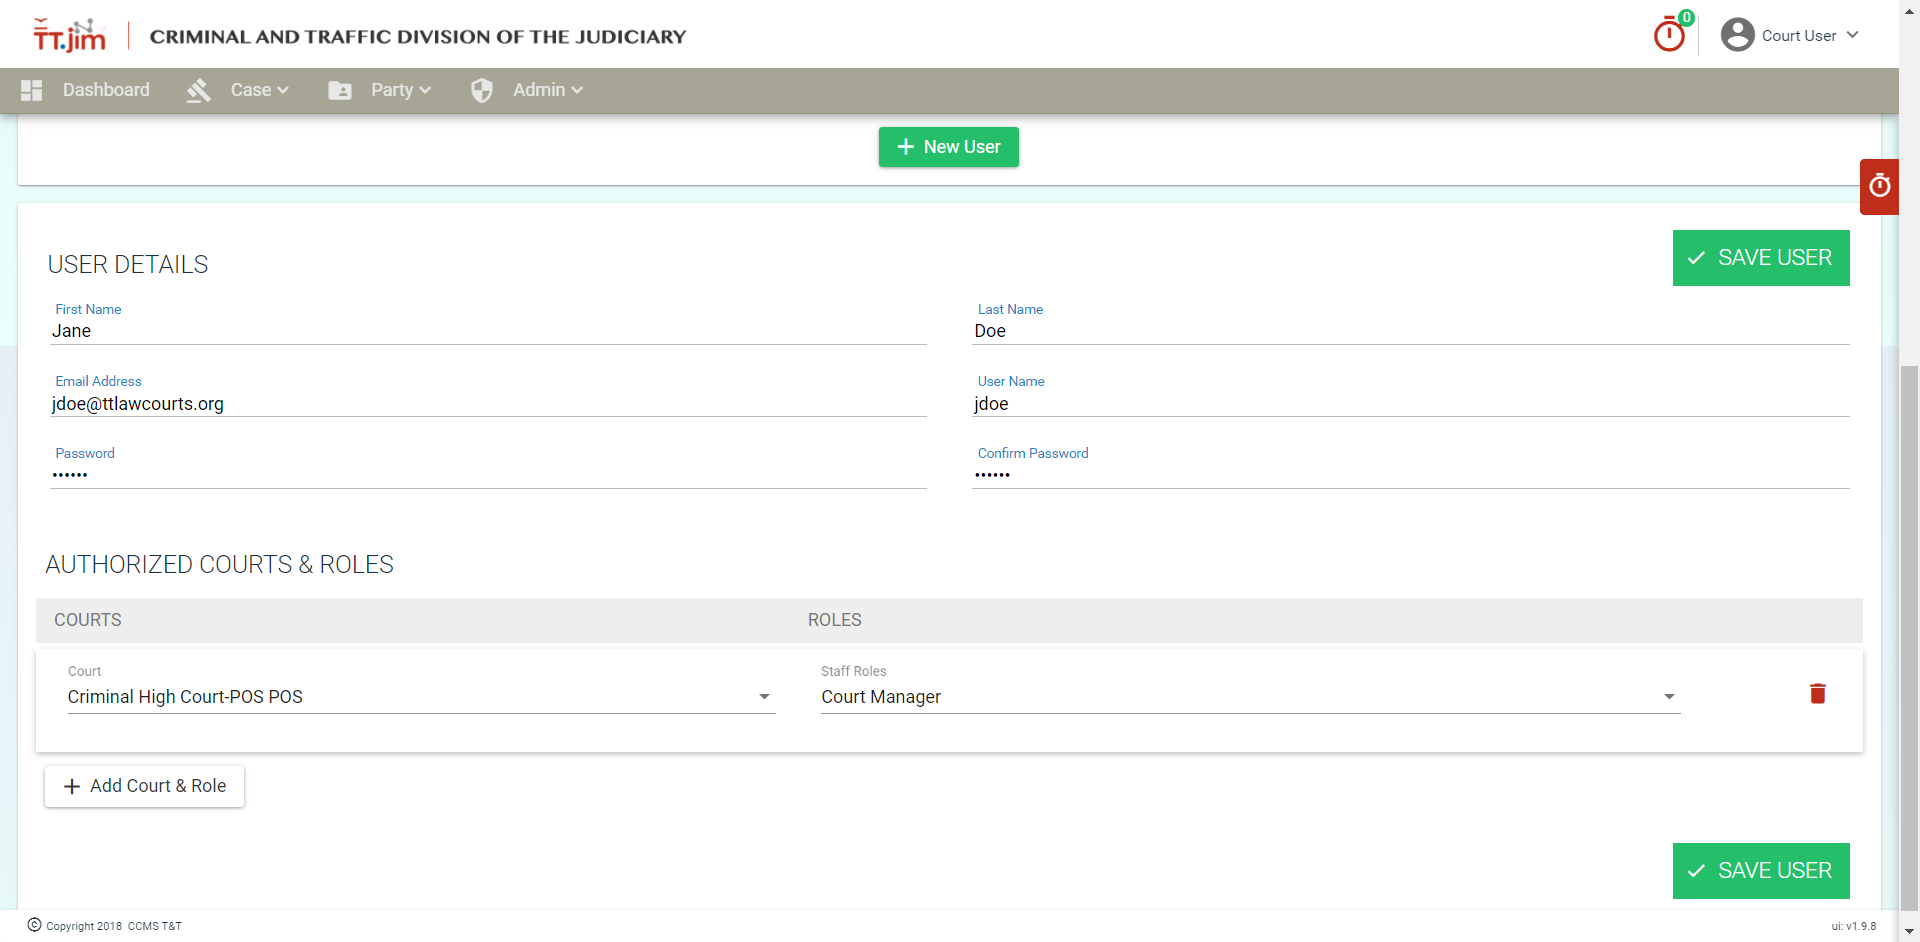 TT.jim
CRIMINAL AND TRAFFIC DIVISION OF THE JUDICIARY
0
Court User
Dashboard
Case
Party
Admin
New User
USER DETAILS
SAVE USER
First Name
Jane
Last Name
Doe
Email Address
jdoe@ttlawcourts.org
User Name
jdoe
Password
••••••
Confirm Password
••••••
AUTHORIZED COURTS & ROLES
COURTS
ROLES
Court
Criminal High Court-POS POS
Staff Roles
Court Manager
Add Court & Role
SAVE USER
© Copyright 2018 CCMS T&T
ui: v1.9.8